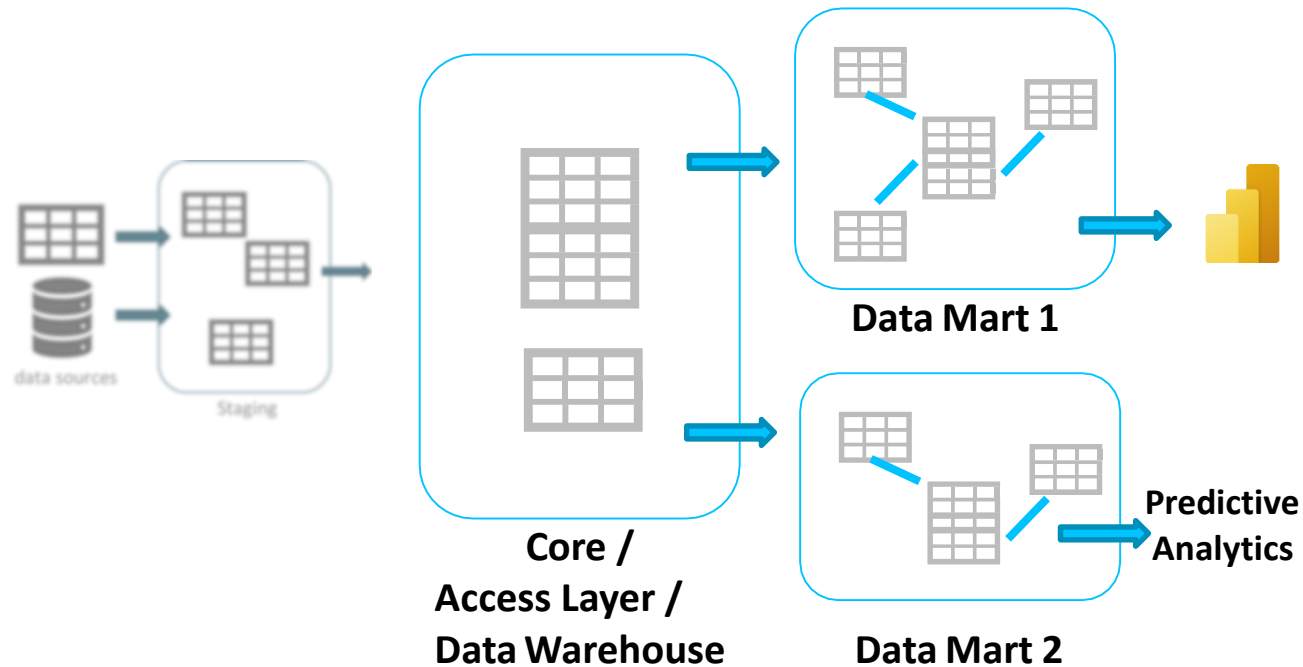 data sources
Staging
Core /
Access Layer /
Data Warehouse
Data Mart 1
Data Mart 2
Predictive
Analytics